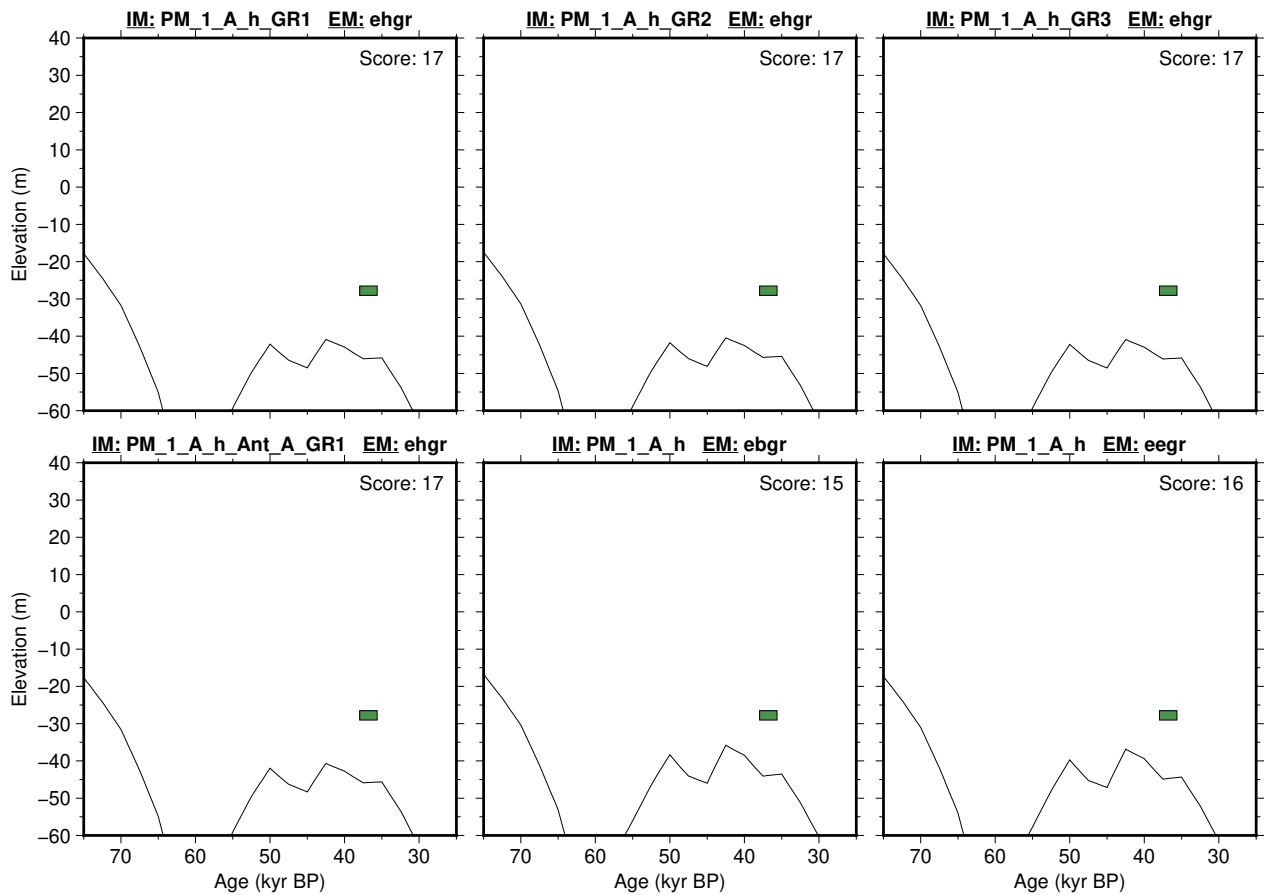 IM: PM_1_A_h_GR1 EM: ehgr
IM: PM_1_A_h_GR2 EM: ehgr
IM: PM_1_A_h_GR3 EM: ehgr
Score: 17
Score: 17
Score: 17
40
30
20
10
0
−10
−20
−30
−40
−50
−60
Elevation (m)
IM: PM_1_A_h_Ant_A_GR1 EM: ehgr
IM: PM_1_A_h EM: ebgr
IM: PM_1_A_h EM: eegr
Score: 17
Score: 15
Score: 16
40
30
20
10
0
−10
−20
−30
−40
−50
−60
Elevation (m)
70 60 50 40 30
70 60 50 40 30
70 60 50 40 30
Age (kyr BP)
Age (kyr BP)
Age (kyr BP)